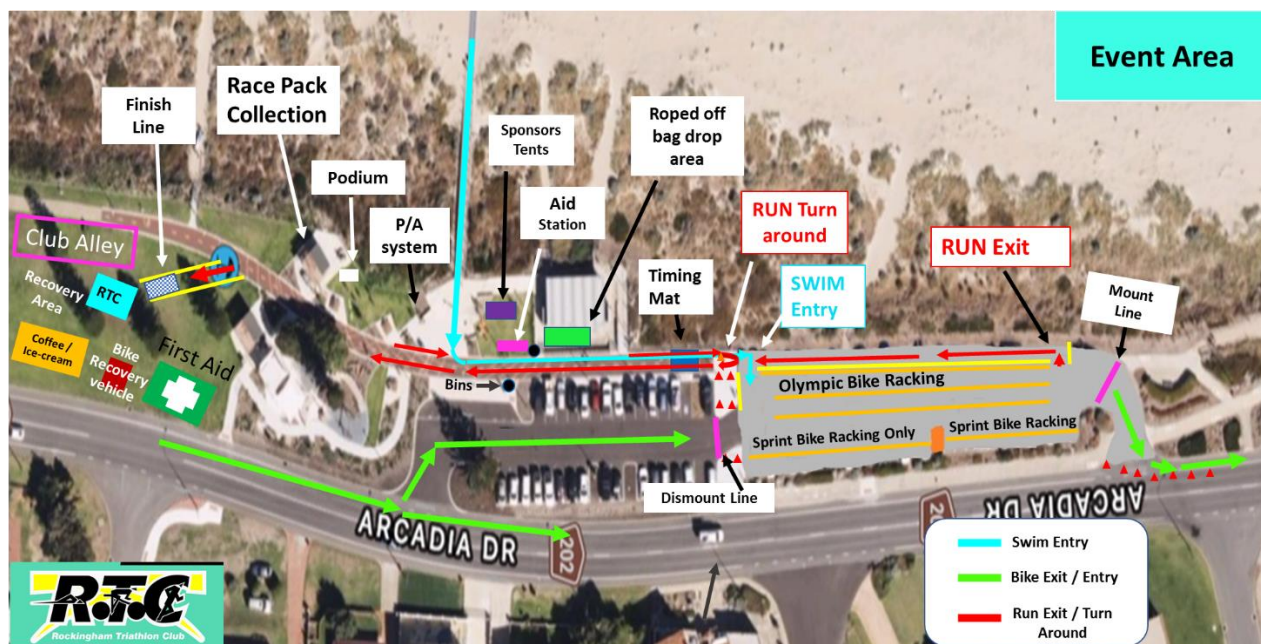 Event Area
Race Pack
Collection
Finish
Line
Roped off
bag drop
area
Sponsors
Tents
Podium
Aid
Station
P/A
system
RUN Turn
around
RUN Exit
Club Alley
Timing
Mat
SWIM
Entry
Mount
Line
Recovery
Area
RTC
Coffee /
Ice-cream
Bike
Recovery
vehicle
First Aid
Bins
Olympic Bike Racking
Sprint Bike Racking Only
Sprint Bike Racking
Dismount Line
ARCADIA DR
202
ARCADIA DR
20
Swim Entry
Bike Exit / Entry
Run Exit / Turn
Around
R.T.C
Rockingham Triathlon Club